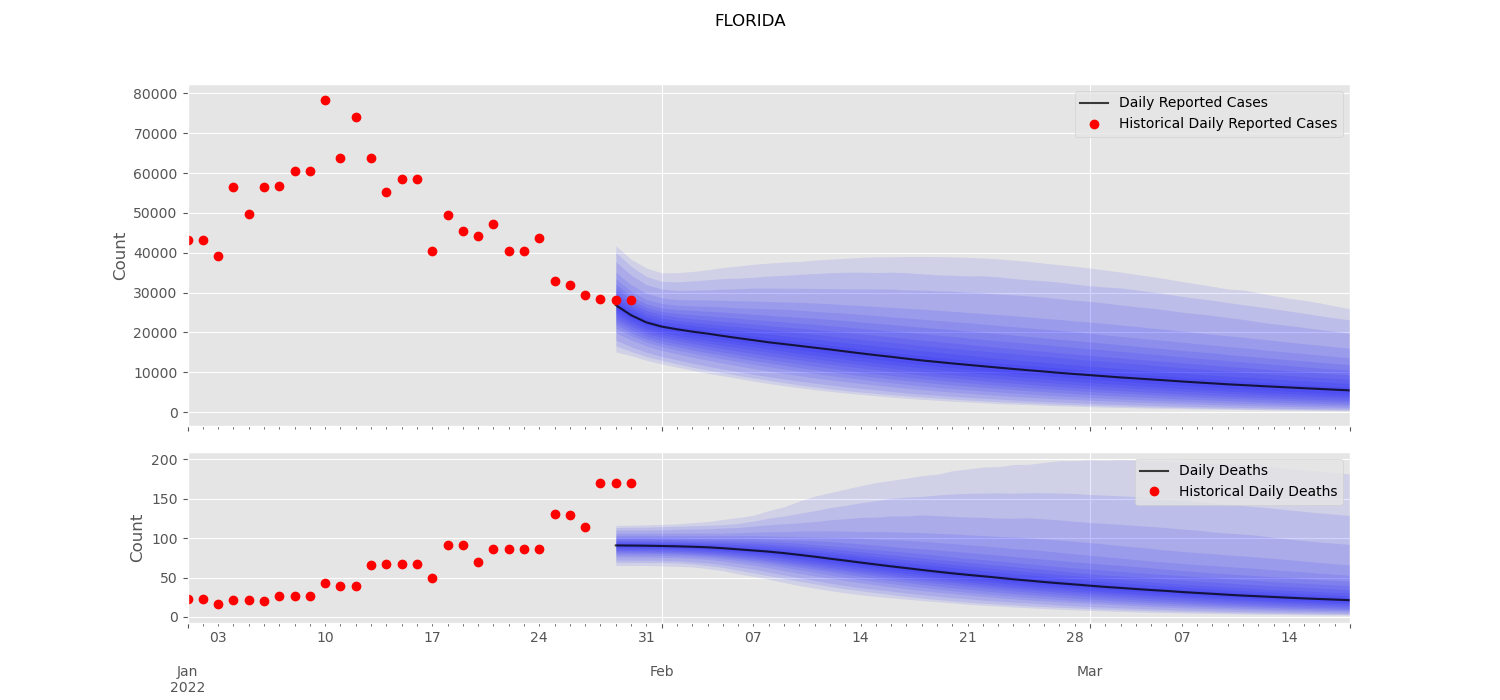 FLORIDA
80000
70000
60000
50000
40000
30000
20000
10000
0
Count
Daily Reported Cases
Historical Daily Reported Cases
200
150
100
50
0
Count
Daily Deaths
Historical Daily Deaths
03 10 17 24 31 07 14 21 28 07 14
Jan Feb Mar
2022